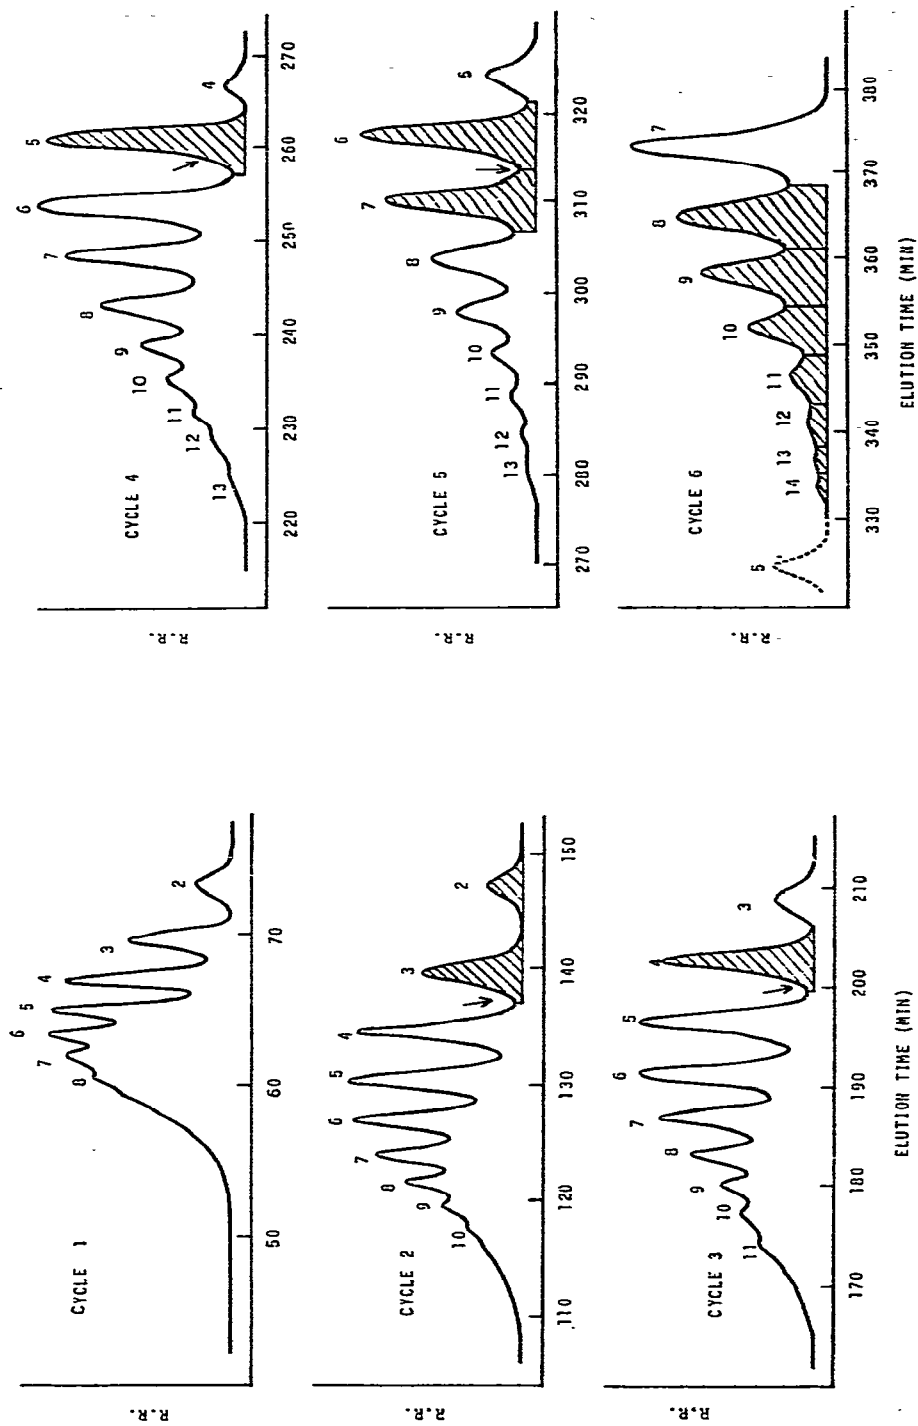 R.R.
CYCLE 1
8
7
6
5
4
3
2
50 60 70
R.R.
CYCLE 2
10
9
8
7
6
5
4
3
2
110 120 130 140 150
R.R.
CYCLE 3
11
10
9
8
7
6
5
3
170 180 190 200 210
ELUTION TIME (MIN)
R.R.
CYCLE 4
13
12
11
10
9
8
7
6
5
4
220 230 240 250 260 270
R.R.
CYCLE 5
13
12
11
10
9
8
7
6
5
270 280 290 300 310 320
R.R.
CYCLE 6
5
14
13
12
11
10
9
8
7
330 340 350 360 370 380
ELUTION TIME (MIN)